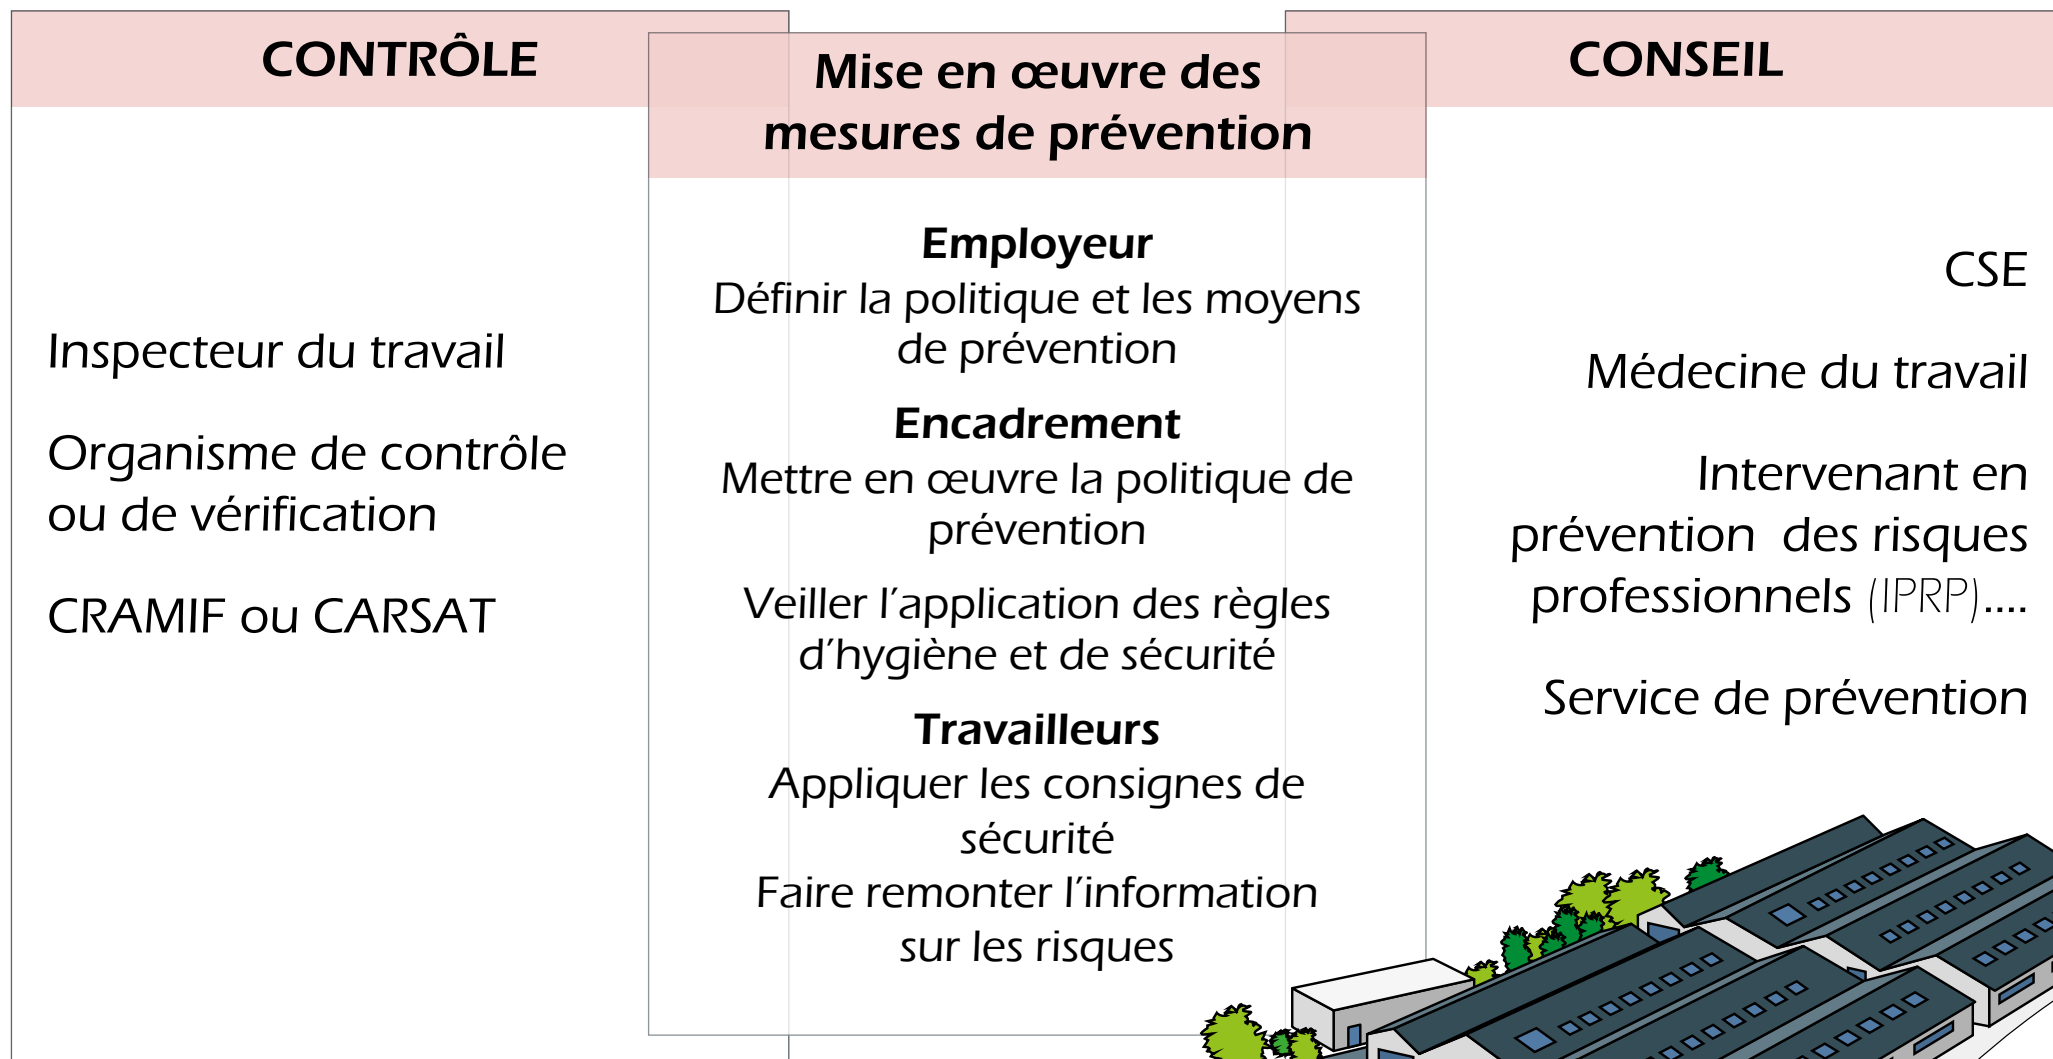 CONTRÔLE
Inspecteur du travail
Organisme de contrôle
ou de vérification
CRAMIF ou CARSAT
Mise en œuvre des
mesures de prévention
Employeur
Définir la politique et les moyens
de prévention
Encadrement
Mettre en œuvre la politique de
prévention
Veiller l’application des règles
d’hygiène et de sécurité
Travailleurs
Appliquer les consignes de
sécurité
Faire remonter l’information
sur les risques
CONSEIL
CSE
Médecine du travail
Intervenant en
prévention des risques
professionnels (IPRP)....
Service de prévention